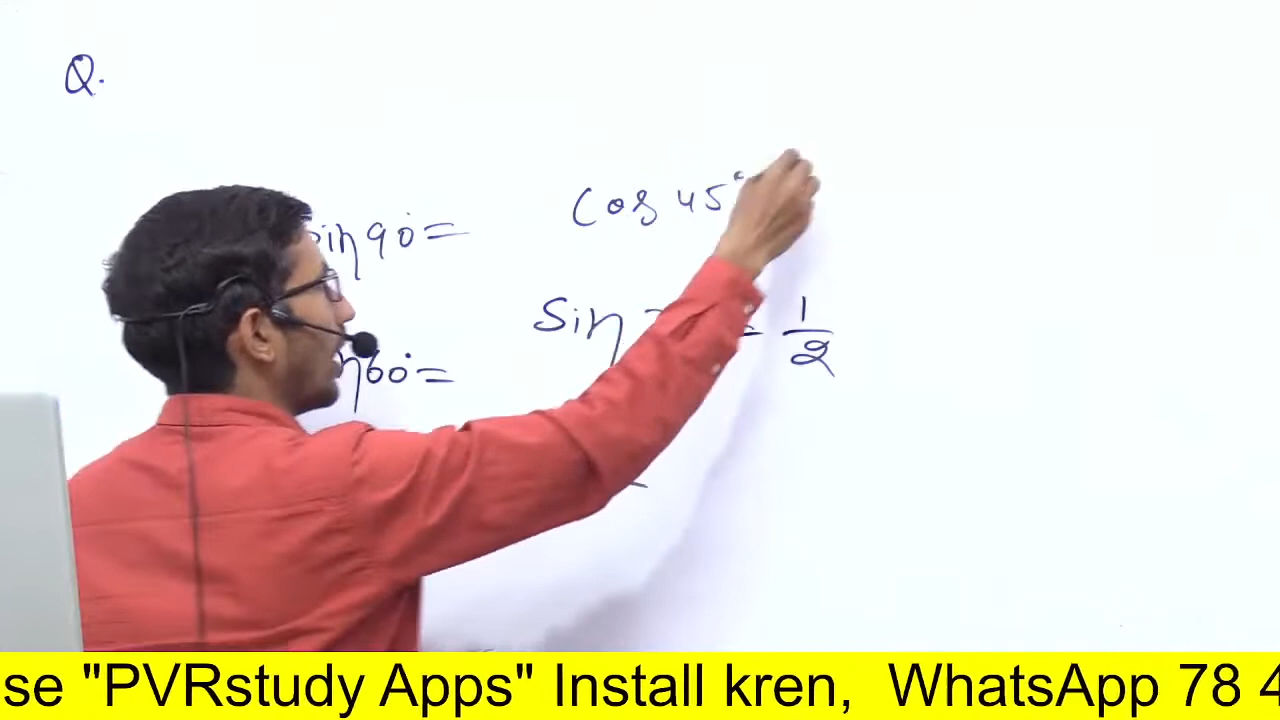 Q.
sin 90° =
cos 45°
sin = 1/2
60° =
se "PVRstudy Apps" Install kren, WhatsApp 78 4